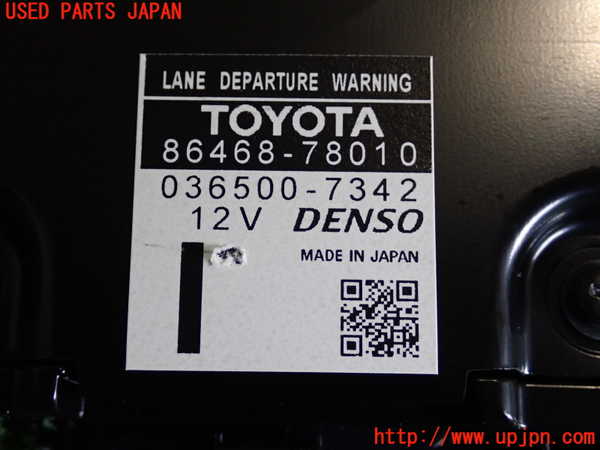 USED PARTS JAPAN
LANE DEPARTURE WARNING
TOYOTA
86468-78010
036500-7342
12V DENSO
MADE IN JAPAN
http://www.upjpn.com/